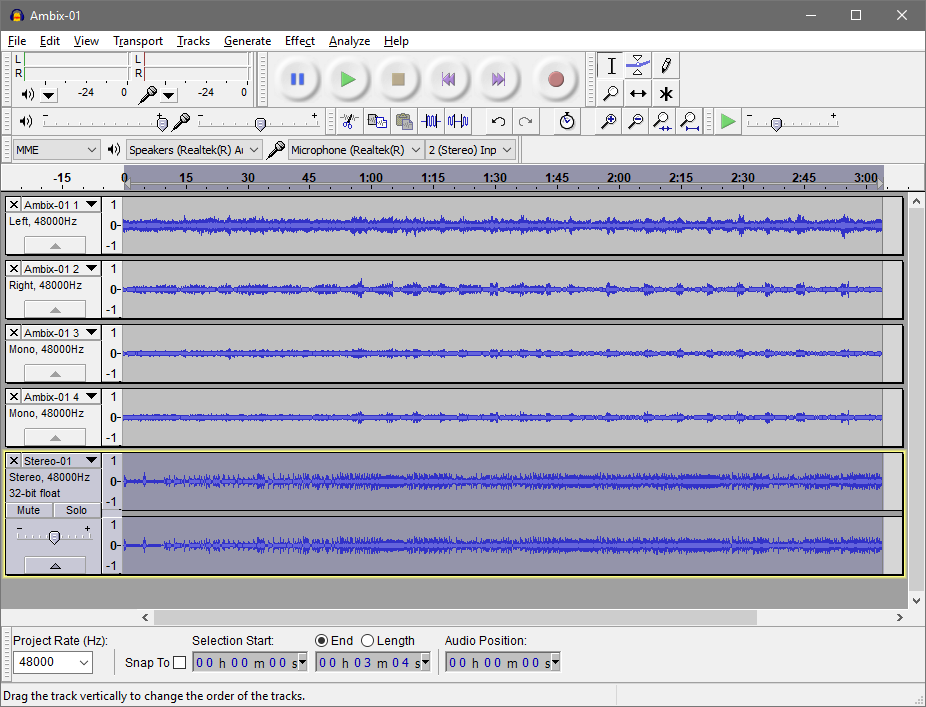 Ambix-01
File Edit View Transport Tracks Generate Effect Analyze Help
L L
R R
-24 0 -24 0
- + - + - +
MME Speakers (Realtek(R) Au Microphone (Realtek(R) 2 (Stereo) Inp
-15 0 15 30 45 1:00 1:15 1:30 1:45 2:00 2:15 2:30 2:45 3:00
Ambix-01 1 1
Left, 48000Hz 0-
-1
Ambix-01 2 1
Right, 48000Hz 0-
-1
Ambix-01 3 1
Mono, 48000Hz 0-
-1
Ambix-01 4 1
Mono, 48000Hz 0-
-1
Stereo-01 1
Stereo, 48000Hz 0-
32-bit float
-1
Mute Solo
1
- +
0-
-1
Project Rate (Hz): Selection Start: End Length Audio Position:
48000 Snap To 00 h 00 m 00 s 00 h 03 m 04 s 00 h 00 m 00 s
Drag the track vertically to change the order of the tracks.